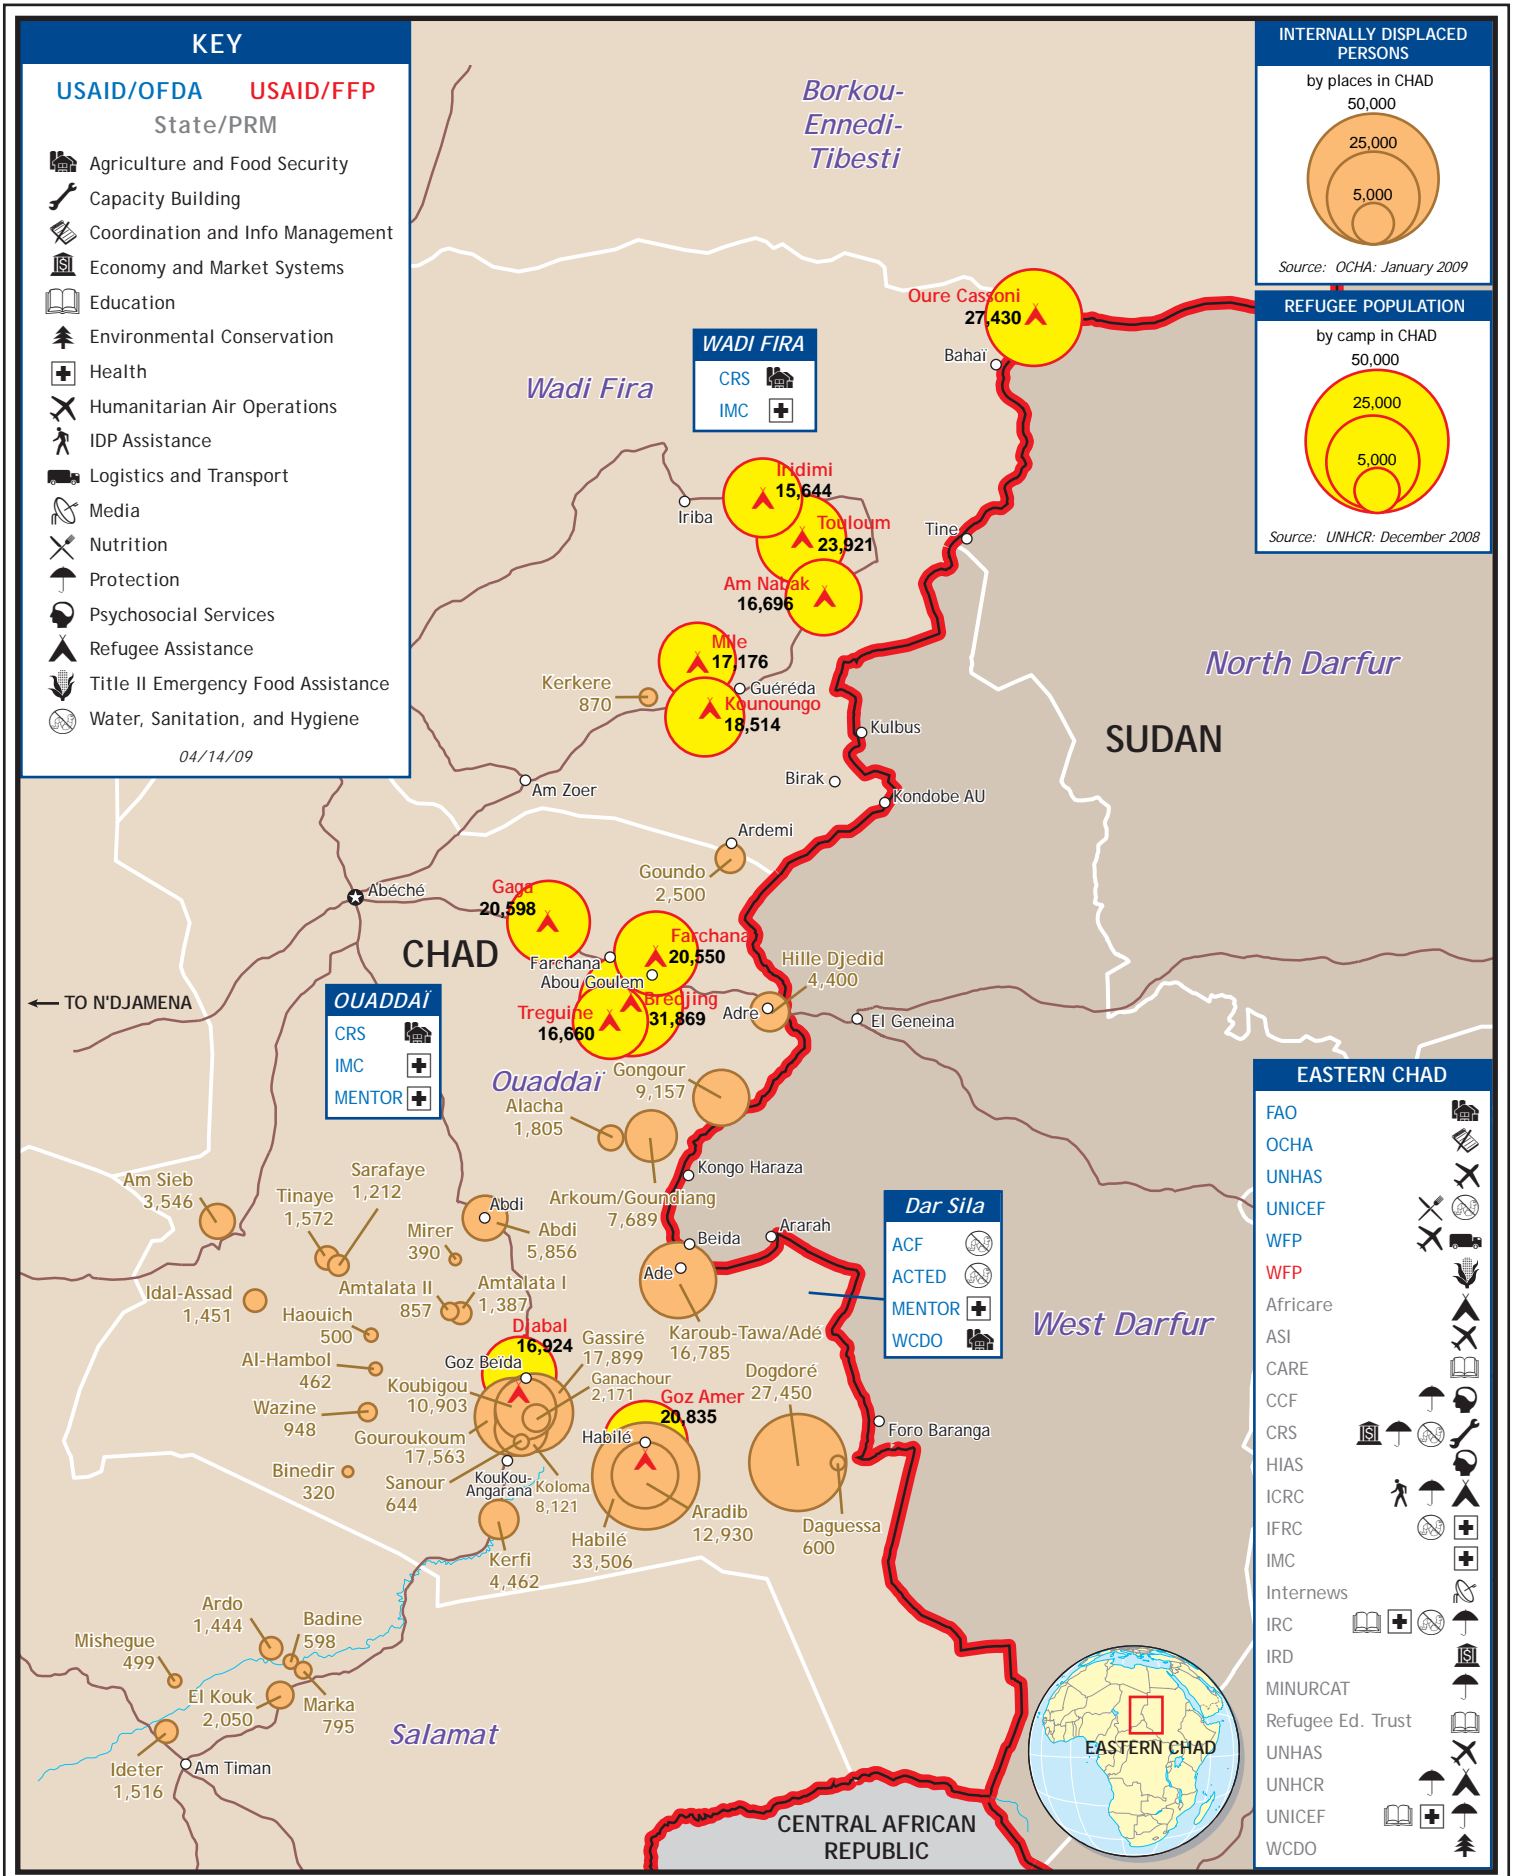 KEY
USAID/OFDA USAID/FFP
State/PRM
Agriculture and Food Security
Capacity Building
Coordination and Info Management
Economy and Market Systems
Education
Environmental Conservation
Health
Humanitarian Air Operations
IDP Assistance
Logistics and Transport
Media
Nutrition
Protection
Psychosocial Services
Refugee Assistance
Title II Emergency Food Assistance
Water, Sanitation, and Hygiene
04/14/09
INTERNALLY DISPLACED
PERSONS
by places in CHAD
50,000
25,000
5,000
Source: OCHA: January 2009
REFUGEE POPULATION
by camp in CHAD
50,000
25,000
5,000
Source: UNHCR: December 2008
Borkou-
Ennedi-
Tibesti
Oure Cassoni
27,430
Bahaï
WADI FIRA
CRS
IMC
Wadi Fira
Iridimi
15,644
Iriba
Touloum
23,921
Tine
Am Nabak
16,696
Mile
17,176
Kerkere
870
Guéréda
Kounoungo
18,514
North Darfur
SUDAN
Kulbus
Birak
Kondobe AU
Am Zoer
Ardemi
Goundo
2,500
Abéché
Gaga
20,598
CHAD
Farchana
20,550
Farchana
Abou Goulem
Hille Djedid
4,400
Bredjing
31,869
Treguine
16,660
Adre
El Geneina
TO N'DJAMENA
OUADDAÏ
CRS
IMC
MENTOR
Ouaddaï
Gongour
9,157
Alacha
1,805
Kongo Haraza
Arkoum/Goundiang
7,689
Am Sieb
3,546
Tinaye
1,572
Sarafaye
1,212
Abdi
Abdi
5,856
Mirer
390
Beida
Ararah
Ade
Dar Sila
ACF
ACTED
MENTOR
WCDO
Idal-Assad
1,451
Amtalata II
857
Amtalata I
1,387
Haouich
500
Karoub-Tawa/Adé
16,785
West Darfur
Djabal
16,924
Al-Hambol
462
Goz Beïda
Gassiré
17,899
Koubigou
10,903
Ganachour
2,171
Dogdoré
27,450
Goz Amer
20,835
Wazine
948
Gouroukoum
17,563
Habilé
Foro Baranga
Binedir
320
Sanour
644
KouKou-
Angarana
Koloma
8,121
Aradib
12,930
Habilé
33,506
Daguessa
600
Kerfi
4,462
Ardo
1,444
Badine
598
Mishegue
499
El Kouk
2,050
Marka
795
Ideter
1,516
Am Timan
Salamat
CENTRAL AFRICAN
REPUBLIC
EASTERN CHAD
EASTERN CHAD
FAO
OCHA
UNHAS
UNICEF
WFP
WFP
Africare
ASI
CARE
CCF
CRS
HIAS
ICRC
IFRC
IMC
Internews
IRC
IRD
MINURCAT
Refugee Ed. Trust
UNHAS
UNHCR
UNICEF
WCDO